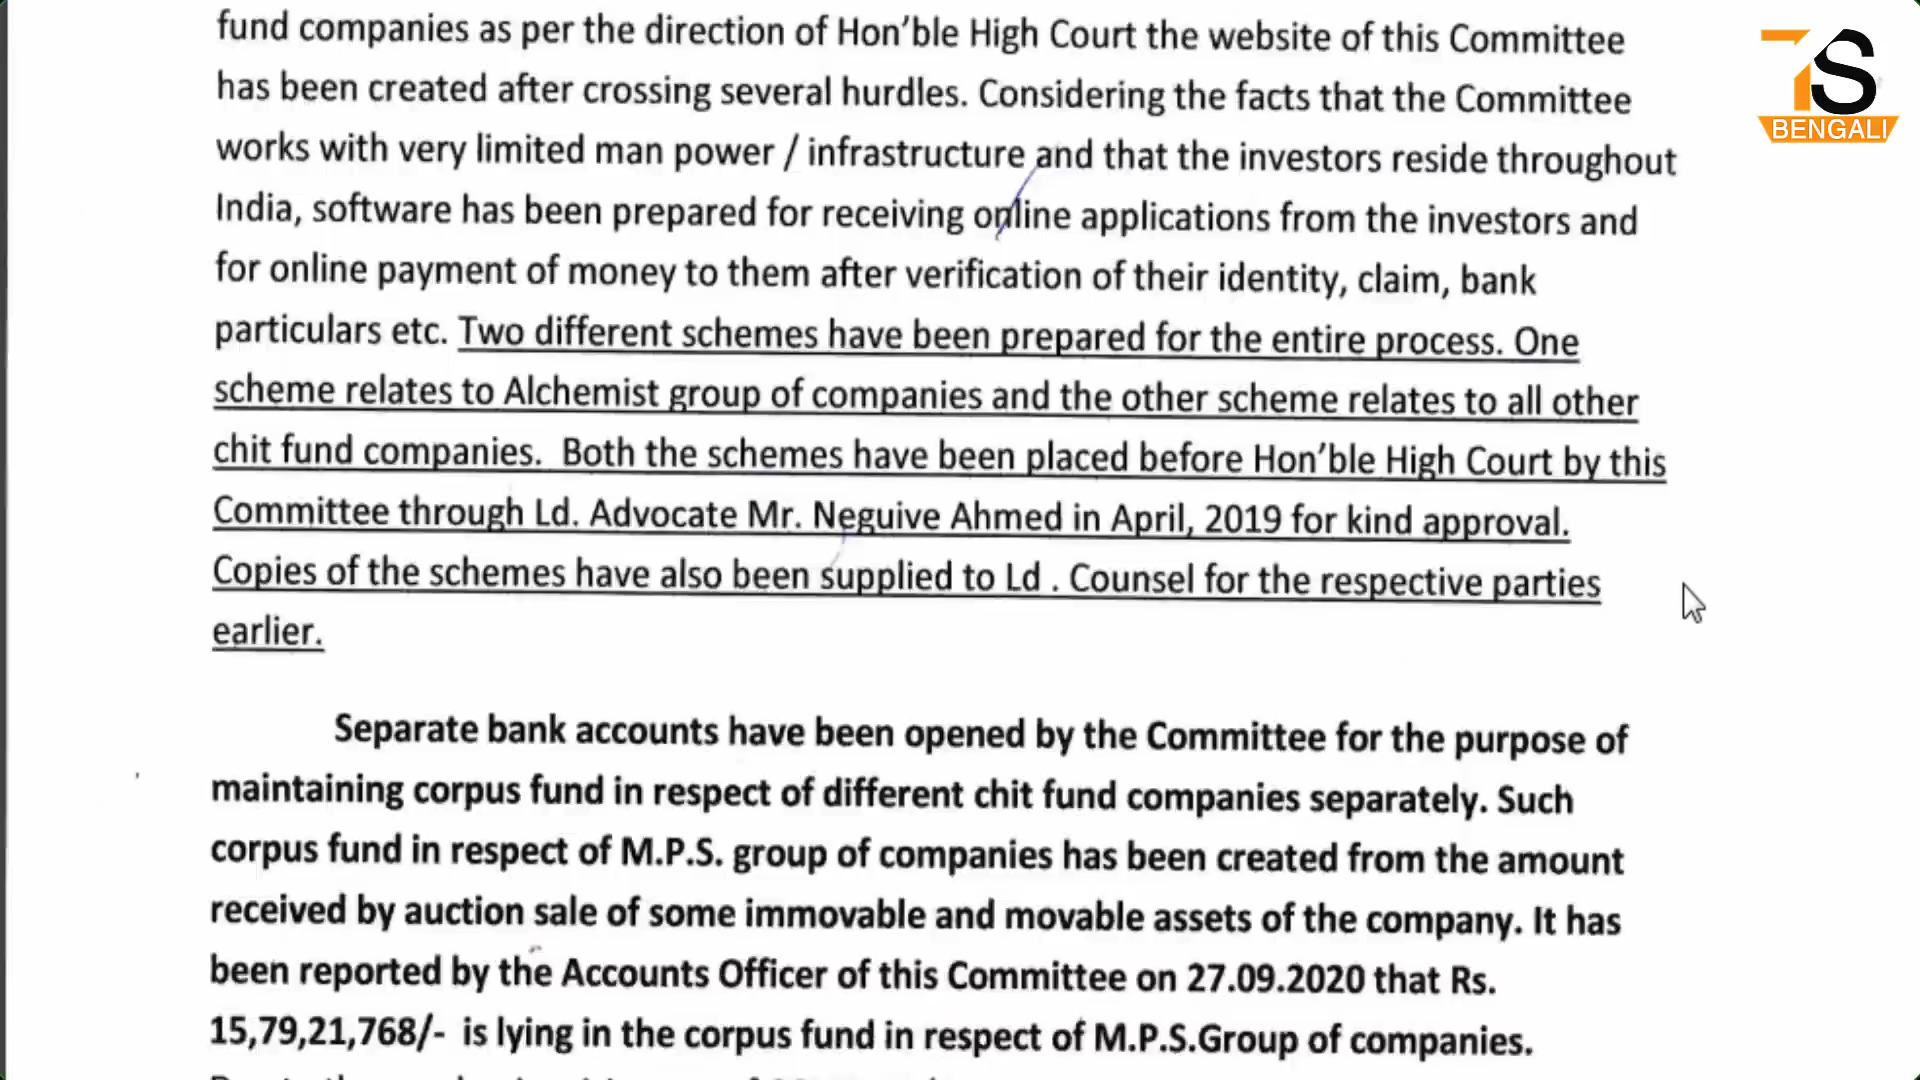 fund companies as per the direction of Hon'ble High Court the website of this Committee
has been created after crossing several hurdles. Considering the facts that the Committee
works with very limited man power / infrastructure and that the investors reside throughout
India, software has been prepared for receiving online applications from the investors and
for online payment of money to them after verification of their identity, claim, bank
particulars etc. Two different schemes have been prepared for the entire process. One
scheme relates to Alchemist group of companies and the other scheme relates to all other
chit fund companies.  Both the schemes have been placed before Hon'ble High Court by this
Committee through Ld. Advocate Mr. Neguive Ahmed in April, 2019 for kind approval.
Copies of the schemes have also been supplied to Ld . Counsel for the respective parties
earlier.
Separate bank accounts have been opened by the Committee for the purpose of
maintaining corpus fund in respect of different chit fund companies separately. Such
corpus fund in respect of M.P.S. group of companies has been created from the amount
received by auction sale of some immovable and movable assets of the company. It has
been reported by the Accounts Officer of this Committee on 27.09.2020 that Rs.
15,79,21,768/-  is lying in the corpus fund in respect of M.P.S.Group of companies.
TS
BENGALI